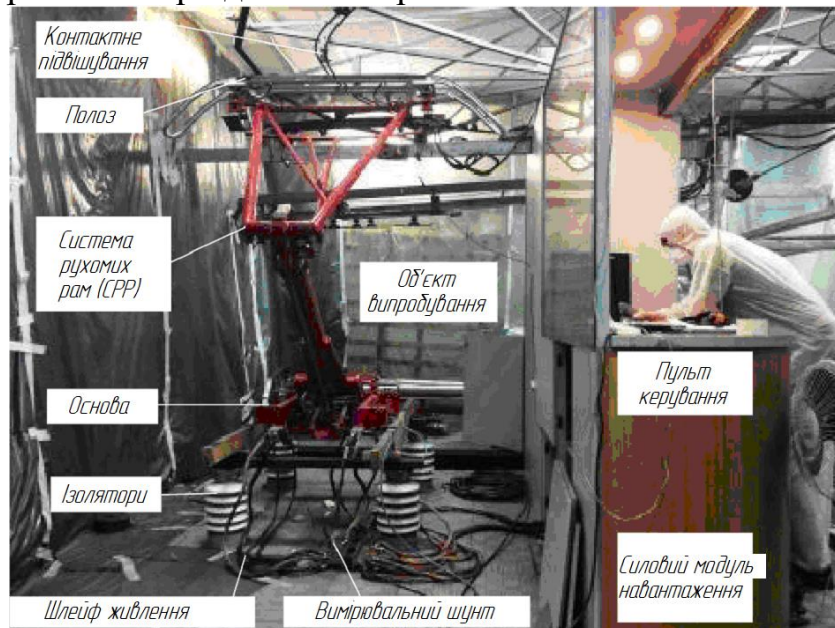 Контактне
підвішування
Полоз
Система
рухомих
рам (СРР)
Об'єкт
випробування
Основа
Пульт
керування
Ізолятори
Силовий модуль
навантаження
Шлейф живлення
Вимірювальний шунт